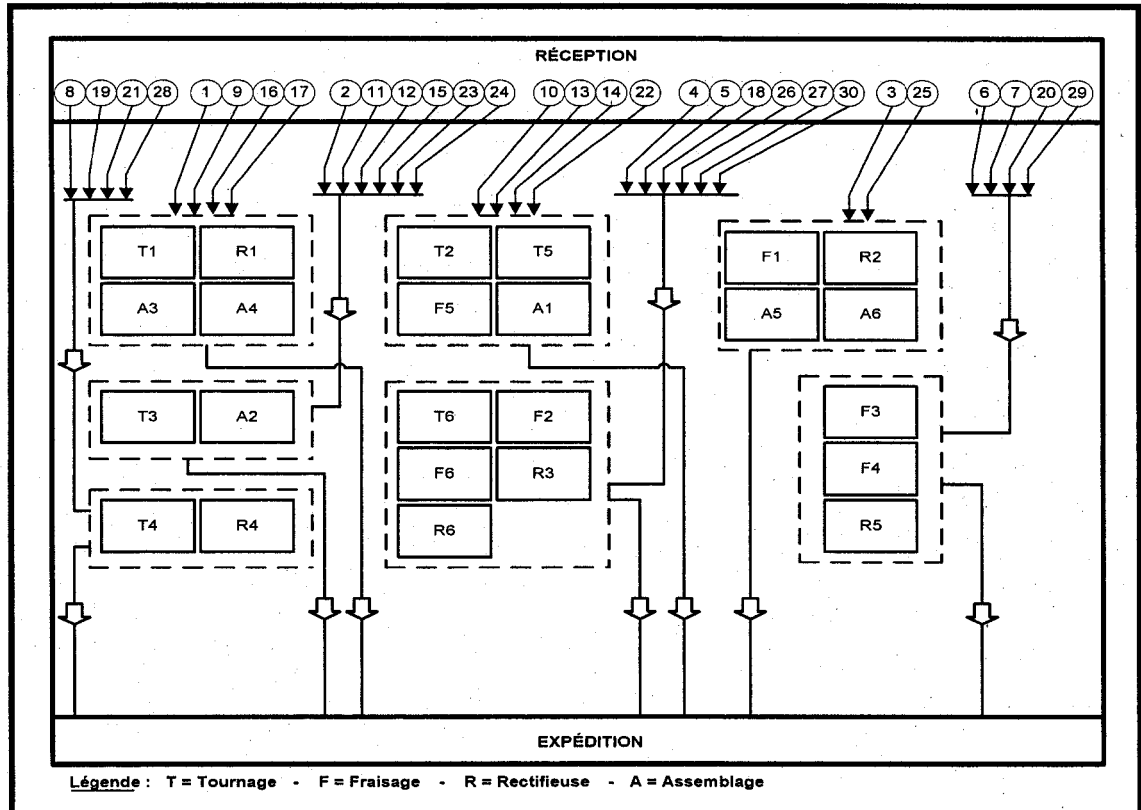 RÉCEPTION
8 19 21 28 1 9 16 17 2 11 12 15 23 24 10 13 14 22 4 5 18 26 27 30 3 25 6 7 20 29
T1 R1 T2 T5 F1 R2
A3 A4 F5 A1 A5 A6
T3 A2 T6 F2 F3
F6 R3 F4
T4 R4 R6 R5
EXPÉDITION
Légende : T = Tournage - F = Fraisage - R = Rectifieuse - A = Assemblage